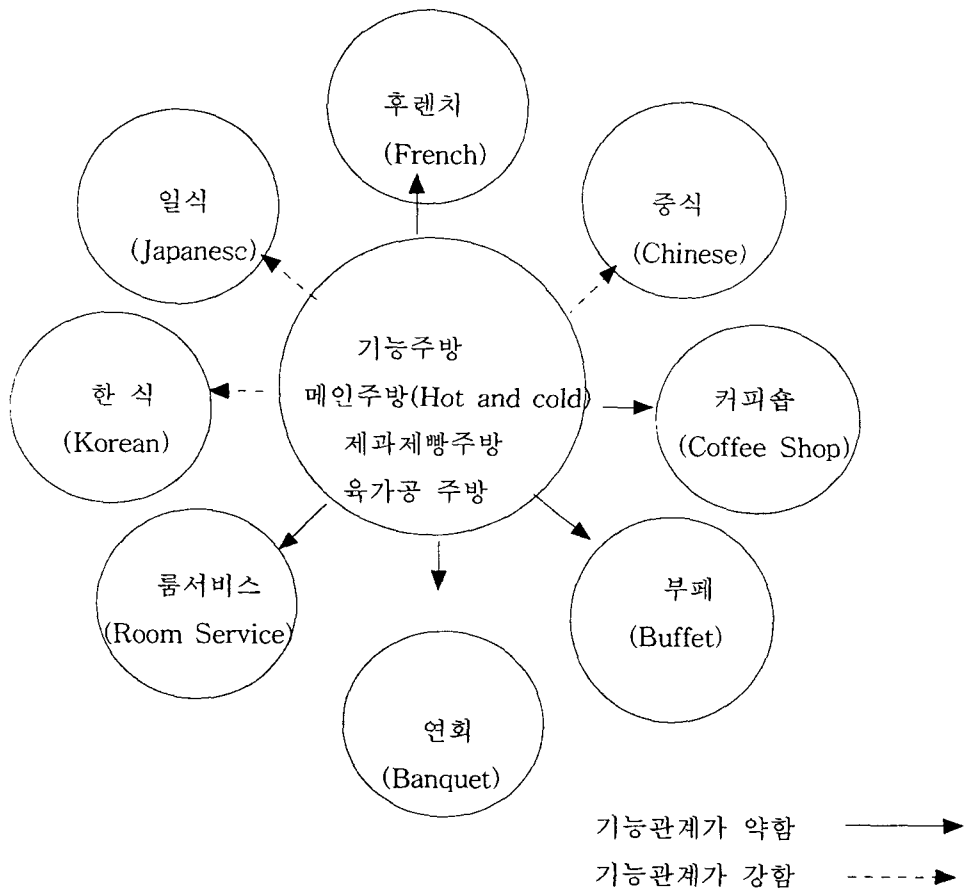 후렌치
(French)
일식
(Japanesc)
중식
(Chinese)
기능주방
메인주방(Hot and cold)
제과제빵주방
육가공 주방
한 식
(Korean)
커피숍
(Coffee Shop)
룸서비스
(Room Service)
부페
(Buffet)
연회
(Banquet)
기능관계가 약함
기능관계가 강함